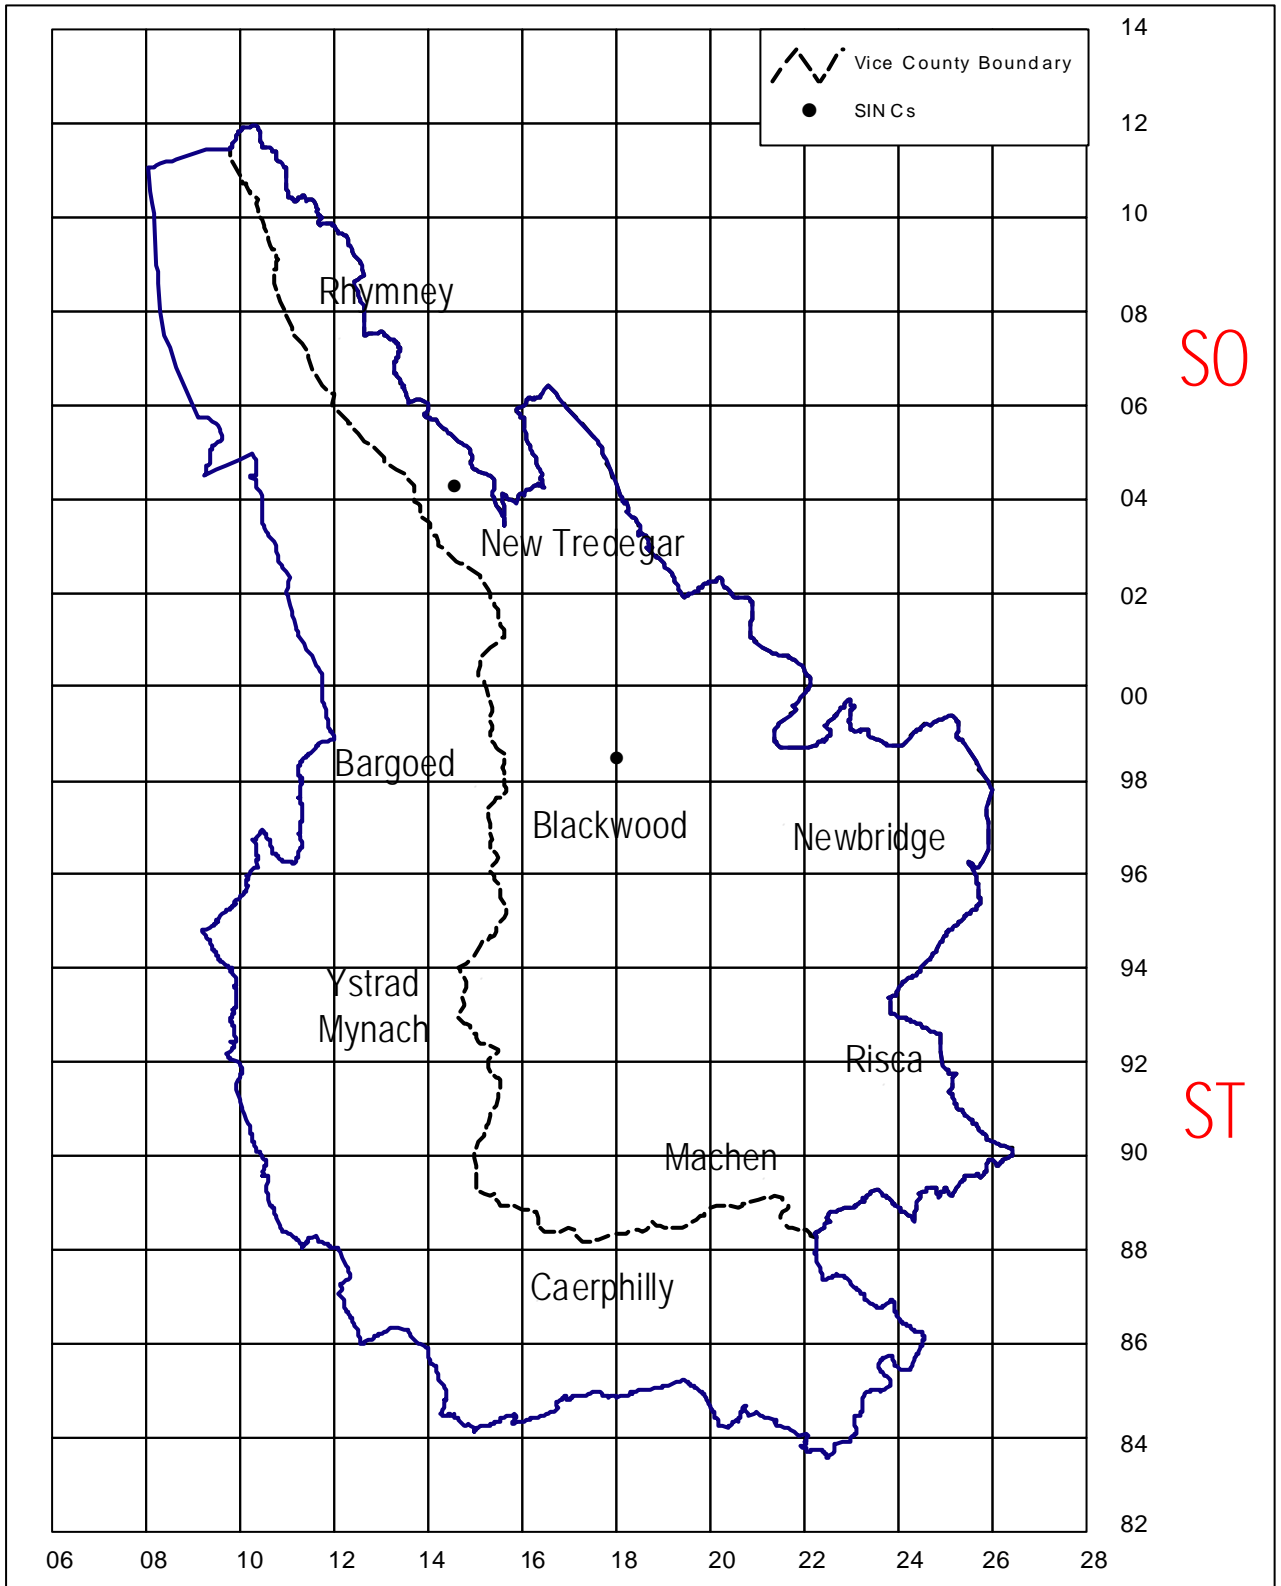 14
Vice County Boundary
SINCs
12
10
Rhymney
08
SO
06
04
New Tredegar
02
00
Bargoed
98
Blackwood
Newbridge
96
Ystrad
Mynach
94
Risca
92
ST
Machen
90
88
Caerphilly
86
84
82
06 08 10 12 14 16 18 20 22 24 26 28